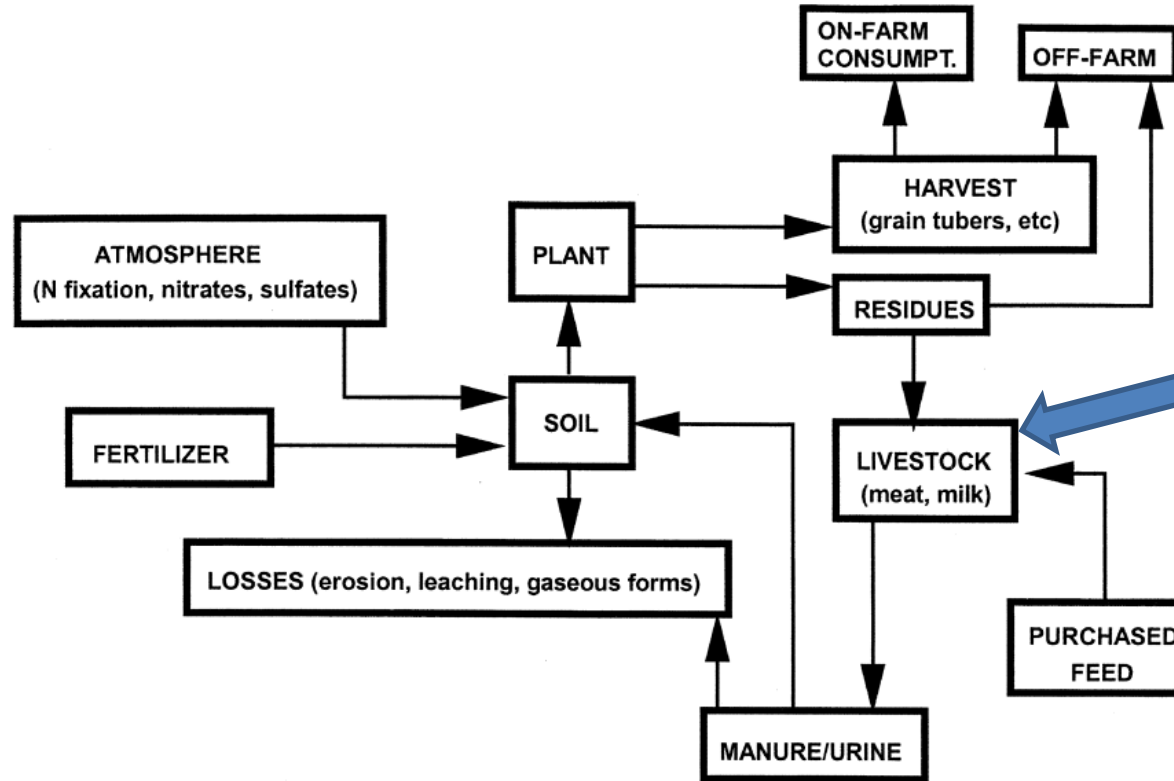 ON-FARM
CONSUMPT.
OFF-FARM
HARVEST
(grain tubers, etc)
ATMOSPHERE
(N fixation, nitrates, sulfates)
PLANT
RESIDUES
SOIL
FERTILIZER
LIVESTOCK
(meat, milk)
LOSSES (erosion, leaching, gaseous forms)
PURCHASED
FEED
MANURE/URINE